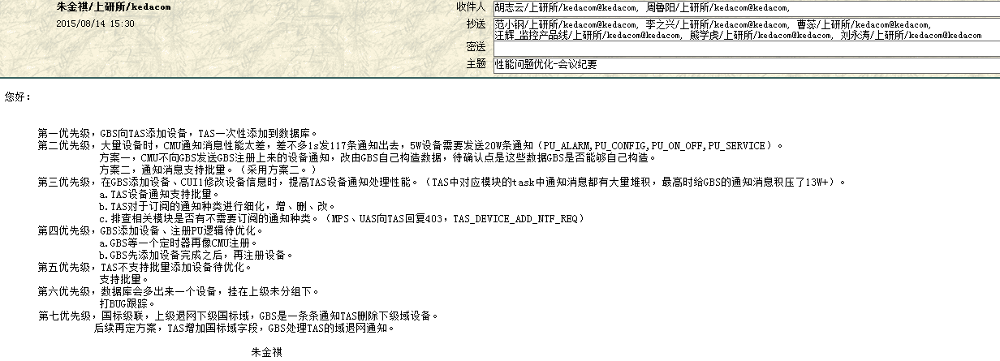 朱金祺/上研所/kedacom
2015/08/14 15:30
收件人 胡志云/上研所/kedacom@kedacom, 周鲁阳/上研所/kedacom@kedacom,
抄送 范小钢/上研所/kedacom@kedacom, 李之兴/上研所/kedacom@kedacom, 曹蕊/上研所/kedacom@kedacom,
汪辉_监控产品线/上研所/kedacom@kedacom, 熊学虎/上研所/kedacom@kedacom, 刘永涛/上研所/kedacom@kedacom
密送
主题 性能问题优化-会议纪要
您好：
第一优先级，GBS向TAS添加设备，TAS一次性添加到数据库。
第二优先级，大量设备时，CMU通知消息性能太差，差不多1s发117条通知出去，5W设备需要发送20W条通知（PU_ALARM,PU_CONFIG,PU_ON_OFF,PU_SERVICE）。
方案一，CMU不向GBS发送GBS注册上来的设备通知，改由GBS自己构造数据，待确认点是这些数据GBS是否能够自己构造。
方案二，通知消息支持批量。（采用方案二。）
第三优先级，在GBS添加设备、CUI1修改设备信息时，提高TAS设备通知处理性能。（TAS中对应模块的task中通知消息都有大量堆积，最高时给GBS的通知消息积压了13W+）。
a.TAS设备通知支持批量。
b.TAS对于订阅的通知种类进行细化，增、删、改。
c.排查相关模块是否有不需要订阅的通知种类。（MPS、UAS向TAS回复403，TAS_DEVICE_ADD_NTF_REQ）
第四优先级，GBS添加设备、注册PU逻辑待优化。
a.GBS等一个定时器再像CMU注册。
b.GBS先添加设备完成之后，再注册设备。
第五优先级，TAS不支持批量添加设备待优化。
支持批量。
第六优先级，数据库会多出来一个设备，挂在上级未分组下。
打BUG跟踪。
第七优先级，国标级联，上级退网下级国标域，GBS是一条条通知TAS删除下级域设备。
后续再定方案，TAS增加国标域字段，GBS处理TAS的域退网通知。
朱金祺